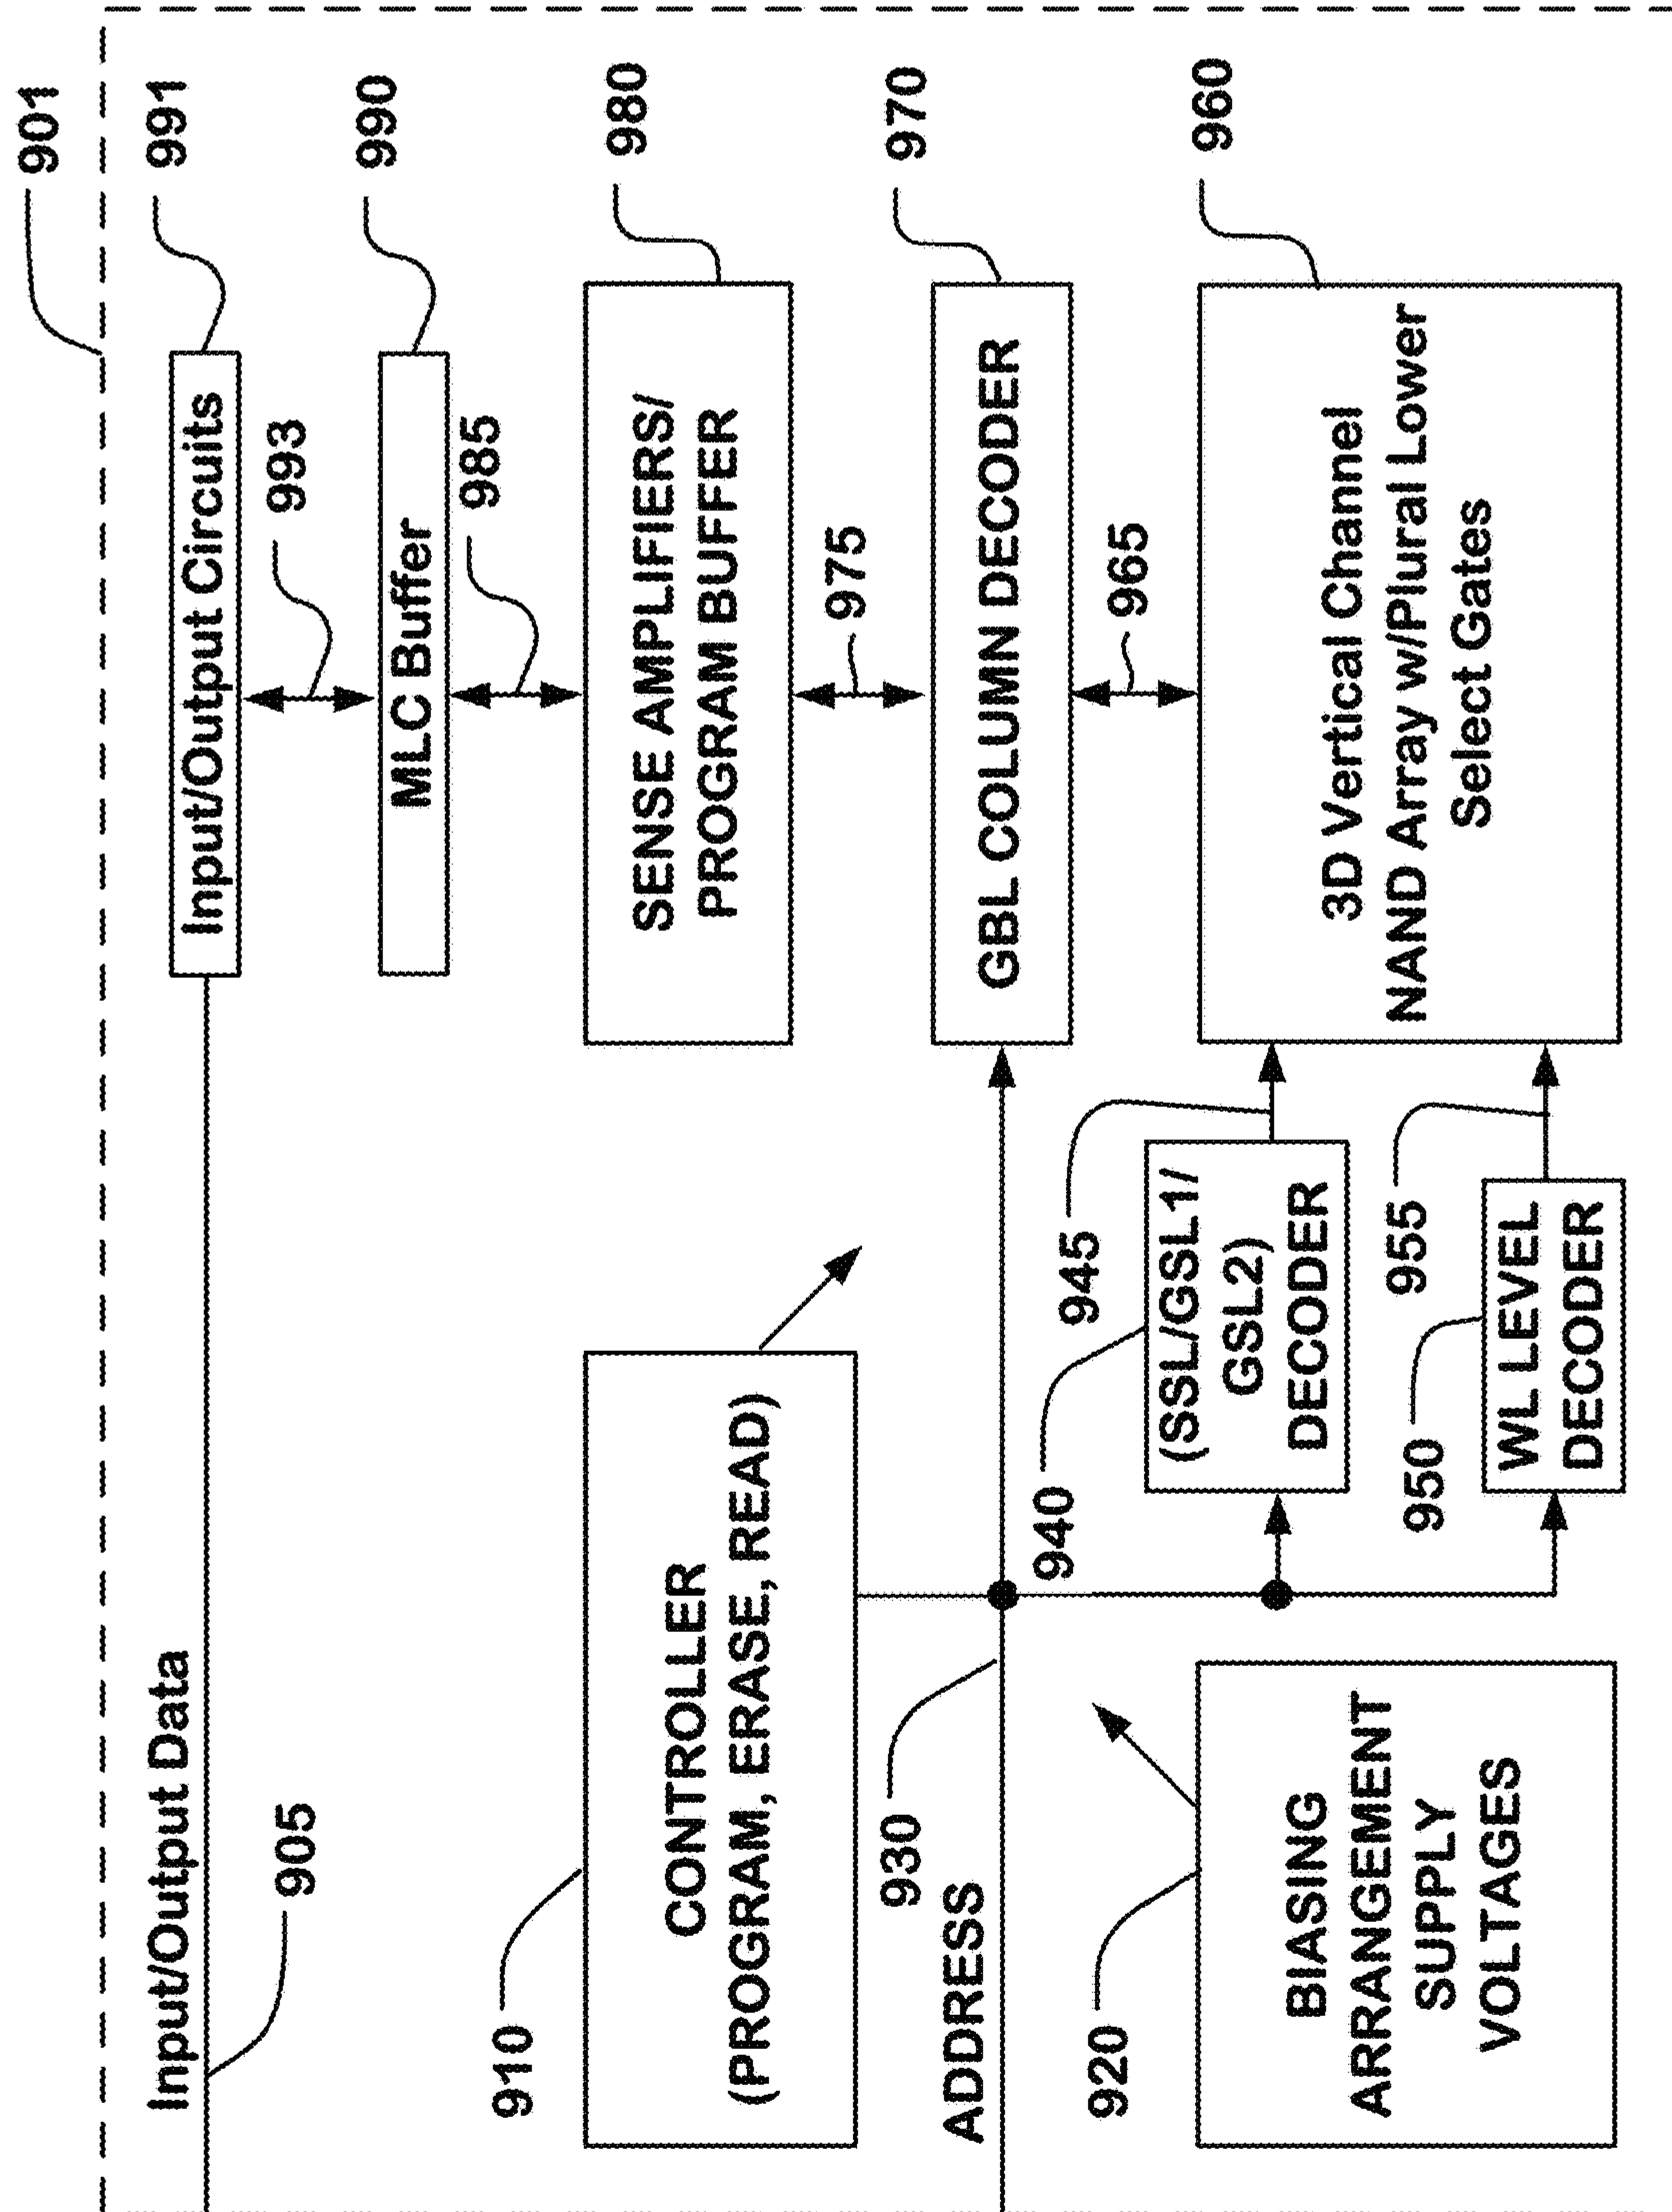 901
Input/Output Data
905
Input/Output Circuits
991
993
MLC Buffer
990
985
910
CONTROLLER
(PROGRAM, ERASE, READ)
SENSE AMPLIFIERS/
PROGRAM BUFFER
980
975
930
ADDRESS
GBL COLUMN DECODER
970
965
920
BIASING
ARRANGEMENT
SUPPLY
VOLTAGES
940
(SSL/GSL1/
GSL2)
DECODER
945
950
WL LEVEL
DECODER
955
3D Vertical Channel
NAND Array w/Plural Lower
Select Gates
960